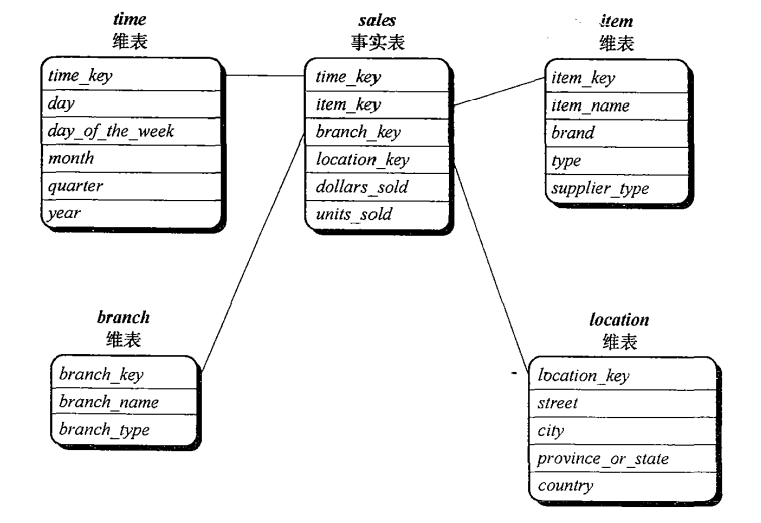 time
维表
time_key
day
day_of_the_week
month
quarter
year
sales
事实表
time_key
item_key
branch_key
location_key
dollars_sold
units_sold
item
维表
item_key
item_name
brand
type
supplier_type
branch
维表
branch_key
branch_name
branch_type
location
维表
location_key
street
city
province_or_state
country